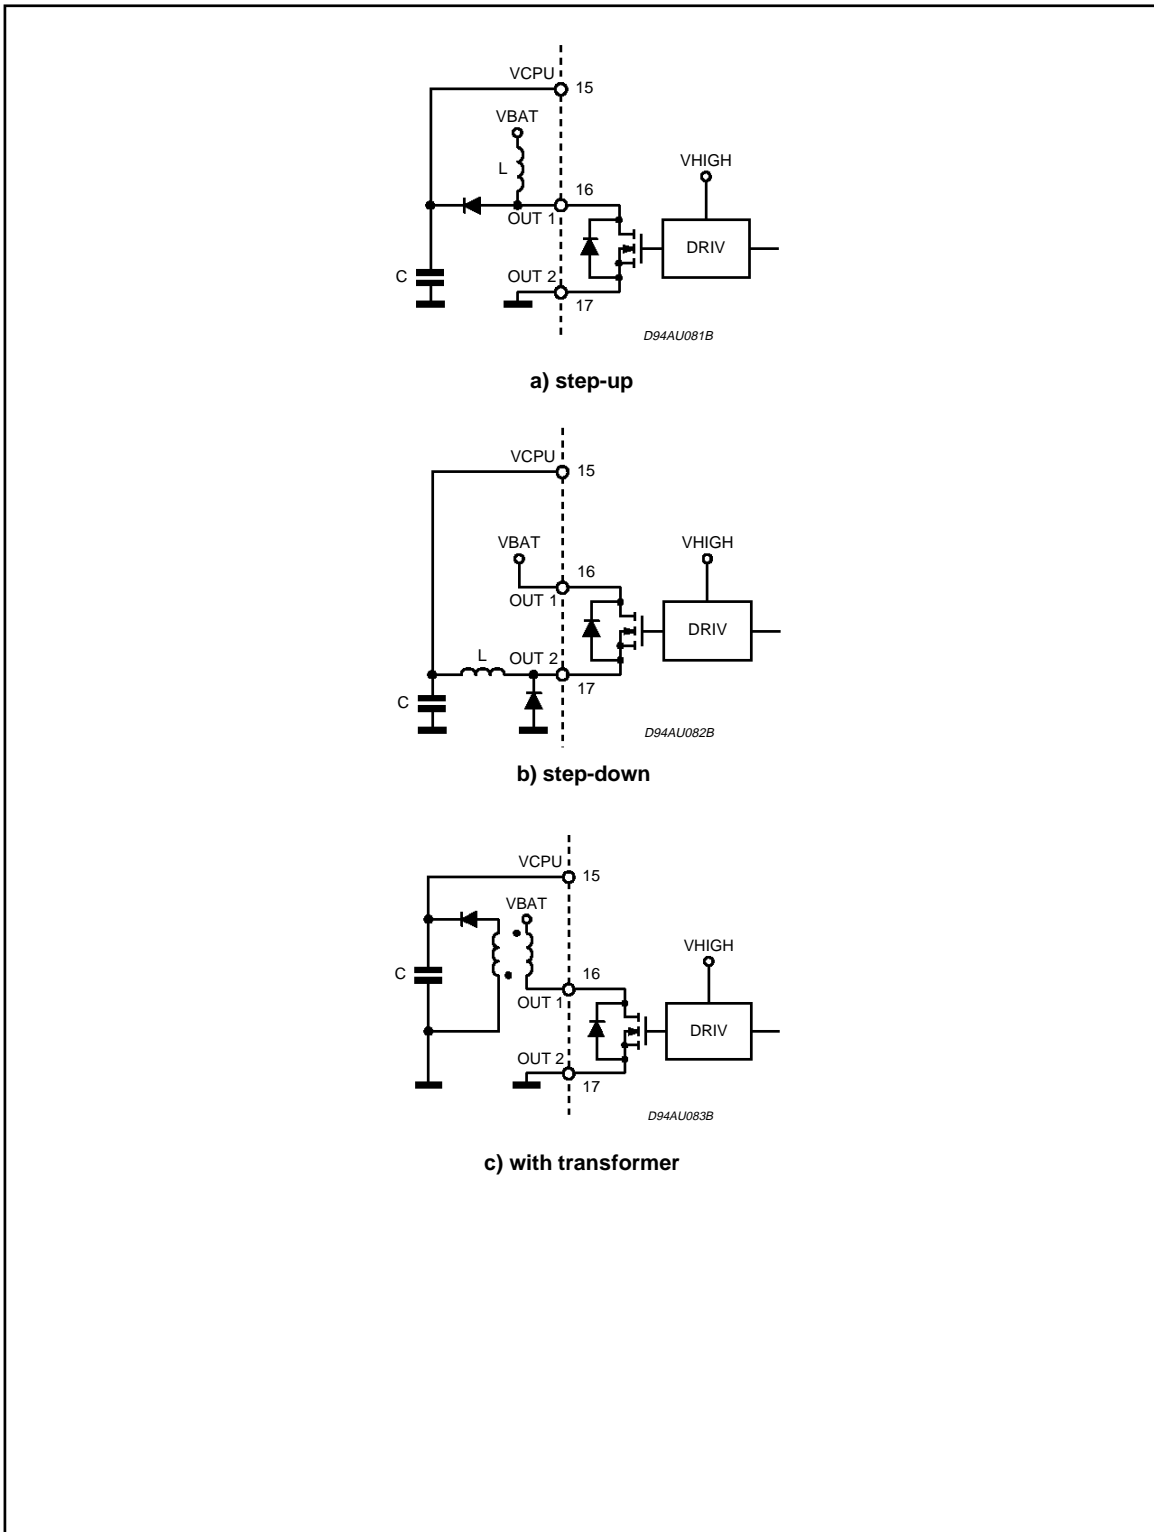 VCPU
15
VBAT
L
VHIGH
16
OUT 1
DRIV
C
OUT 2
17
D94AU081B
a) step-up
VCPU
15
VBAT
VHIGH
16
OUT 1
DRIV
L
OUT 2
17
C
D94AU082B
b) step-down
VCPU
15
VBAT
VHIGH
C
16
OUT 1
DRIV
OUT 2
17
D94AU083B
c) with transformer